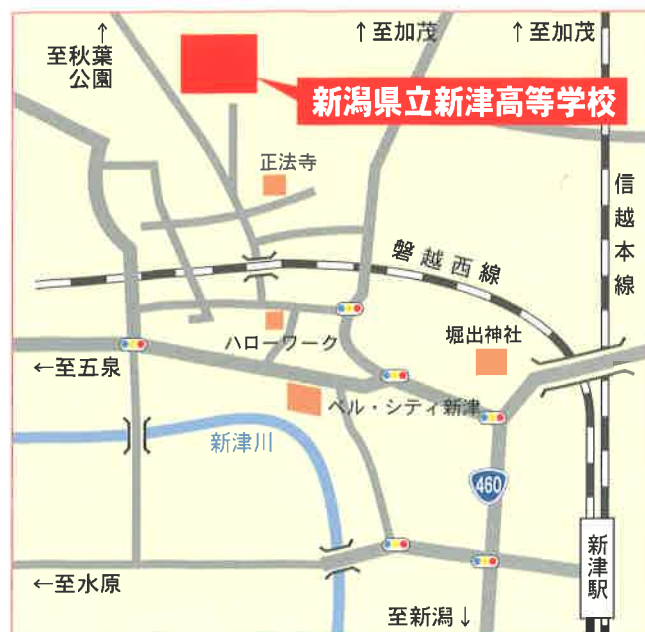 ↑
至秋葉
公園
↑至加茂
↑至加茂
新潟県立新津高等学校
正法寺
信越本線
磐越西線
堀出神社
ハローワーク
←至五泉
ベル・シティ新津
新津川
460
新津駅
←至水原
至新潟↓